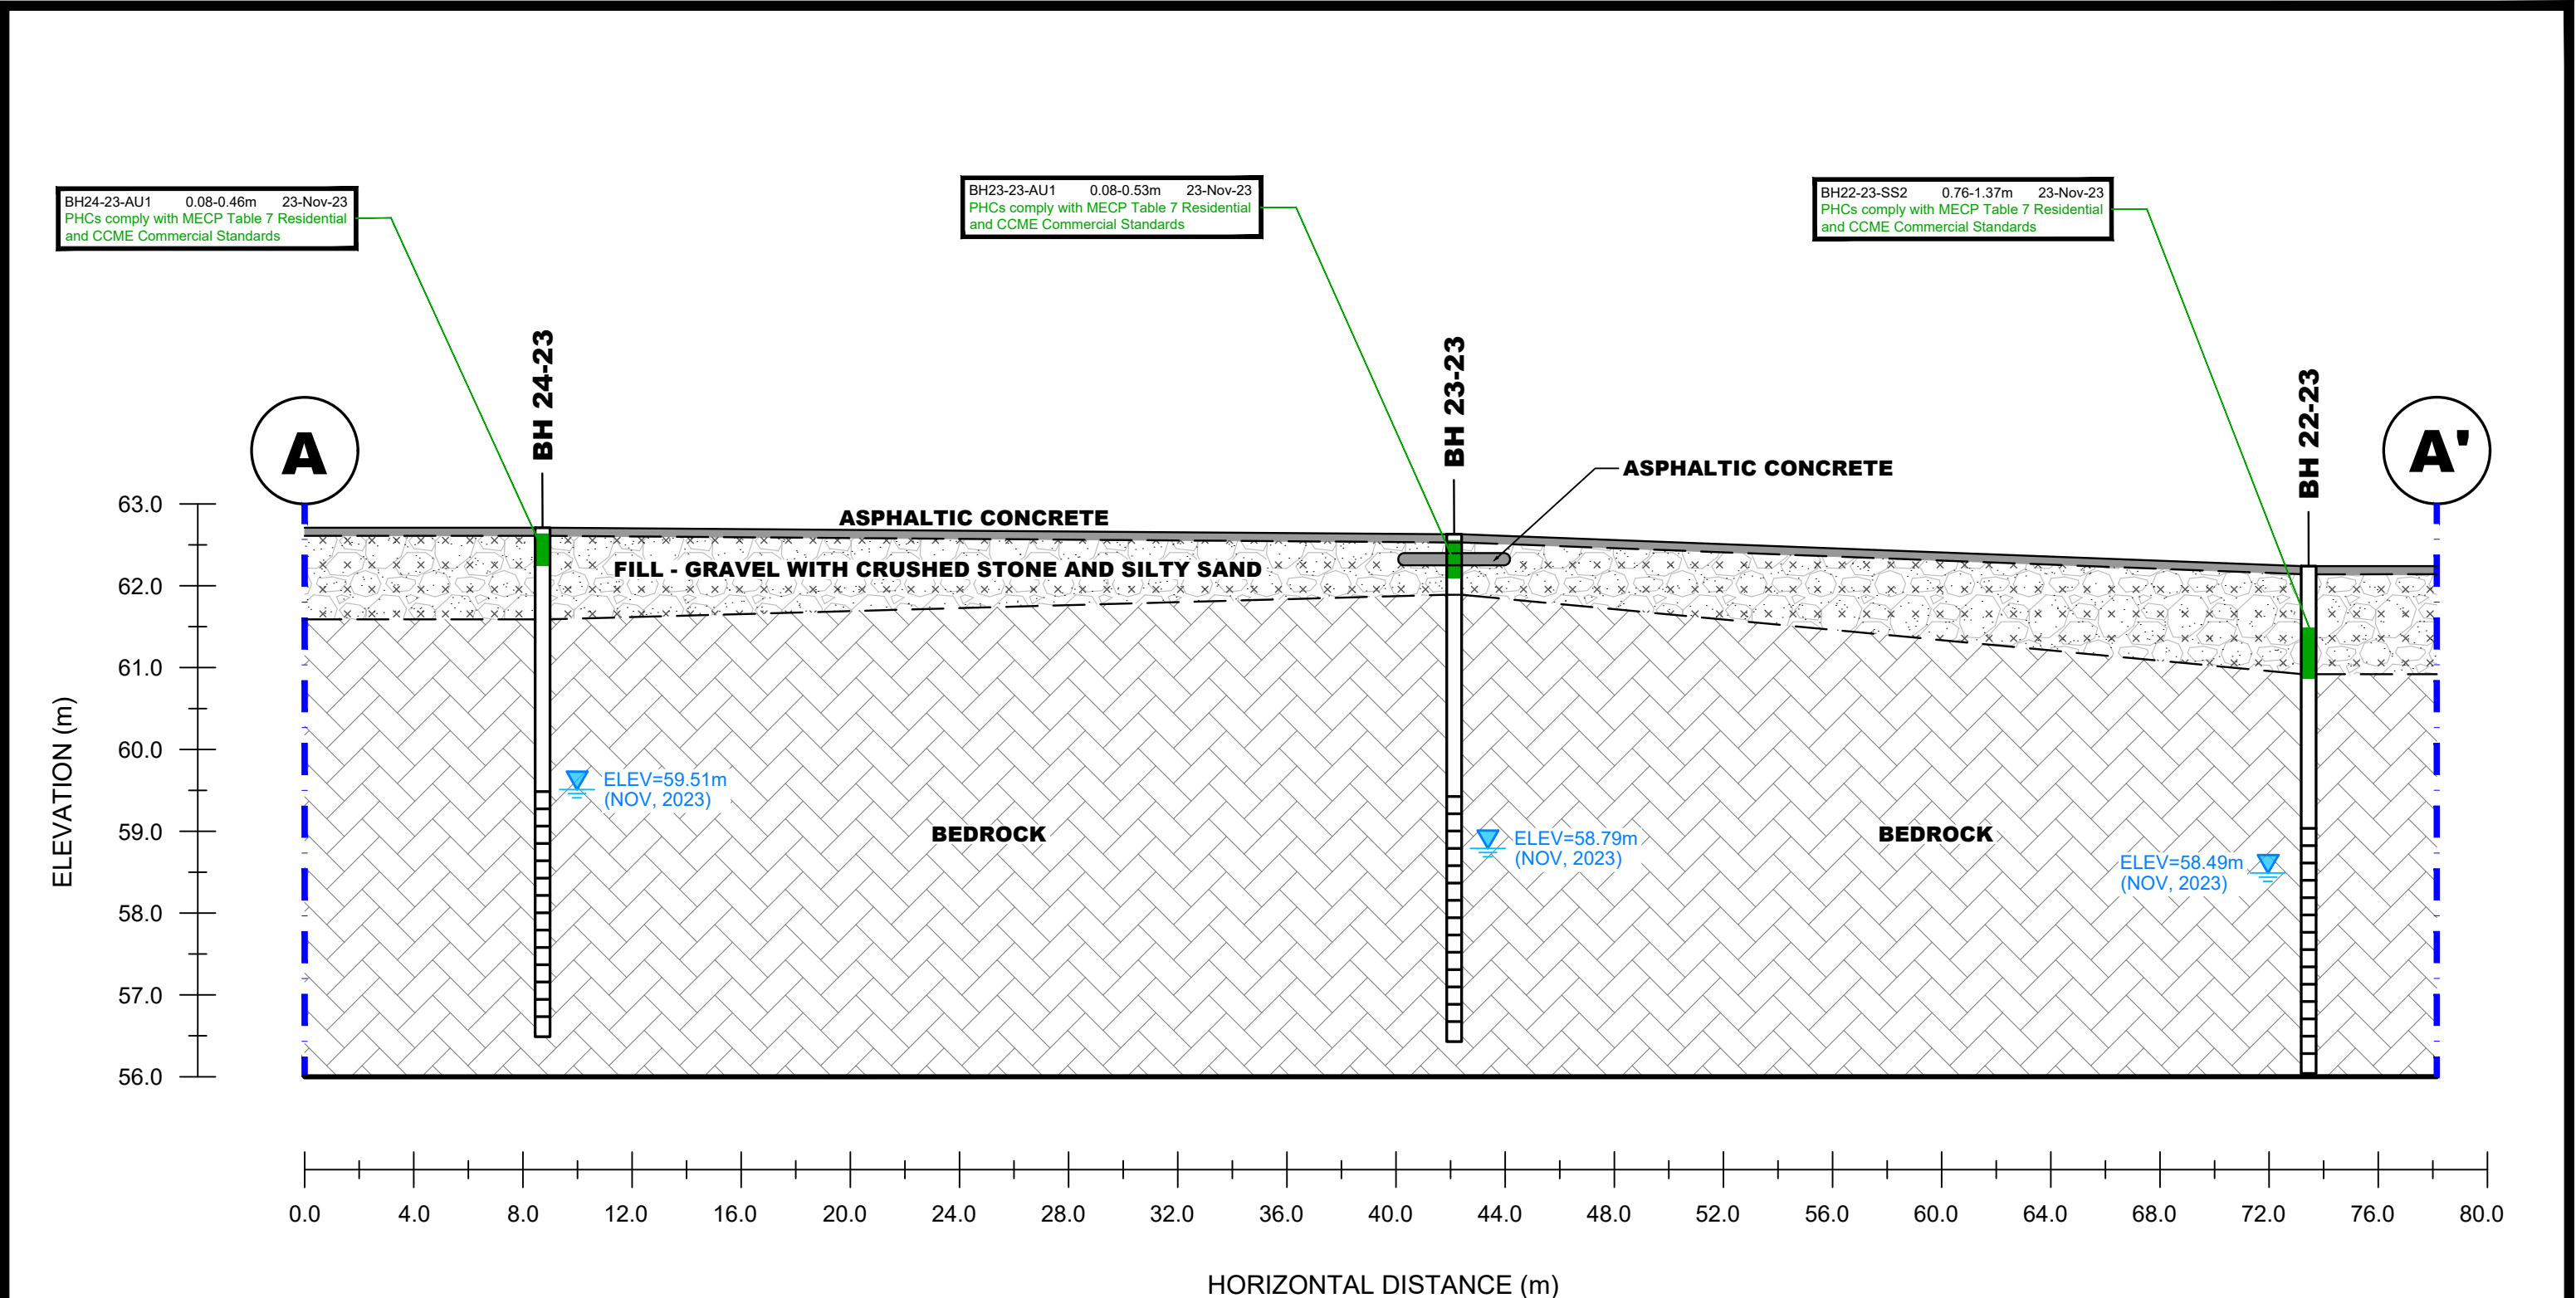 BH24-23-AU1 0.08-0.46m 23-Nov-23
PHCs comply with MECP Table 7 Residential
and CCME Commercial Standards
BH23-23-AU1 0.08-0.53m 23-Nov-23
PHCs comply with MECP Table 7 Residential
and CCME Commercial Standards
BH22-23-SS2 0.76-1.37m 23-Nov-23
PHCs comply with MECP Table 7 Residential
and CCME Commercial Standards
BH 24-23
BH 23-23
BH 22-23
A
A'
ASPHALTIC CONCRETE
ASPHALTIC CONCRETE
FILL - GRAVEL WITH CRUSHED STONE AND SILTY SAND
ELEVATION (m)
63.0
62.0
61.0
60.0
59.0
58.0
57.0
56.0
ELEV=59.51m
(NOV, 2023)
BEDROCK
ELEV=58.79m
(NOV, 2023)
BEDROCK
ELEV=58.49m
(NOV, 2023)
0.0 4.0 8.0 12.0 16.0 20.0 24.0 28.0 32.0 36.0 40.0 44.0 48.0 52.0 56.0 60.0 64.0 68.0 72.0 76.0 80.0
HORIZONTAL DISTANCE (m)